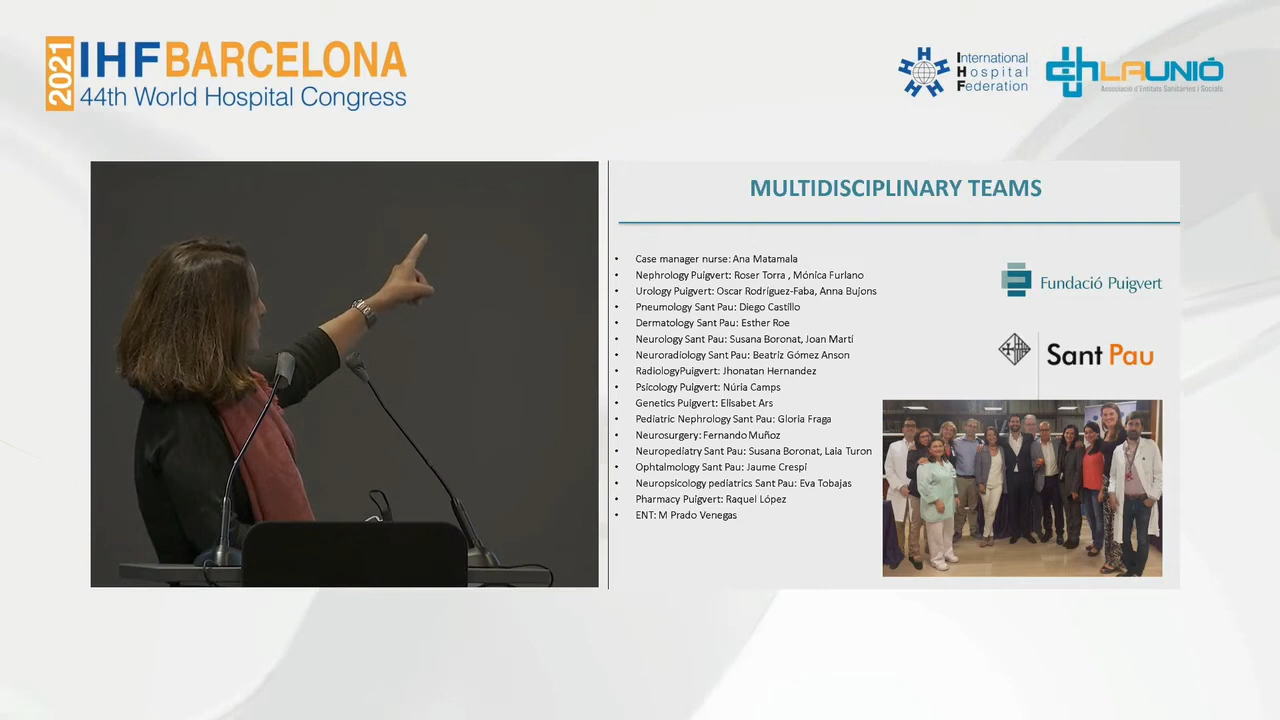 2021
IHF BARCELONA
44th World Hospital Congress
International
Hospital
Federation
LAUNIÓ
Associació d'Entitats Sanitàries i Socials
MULTIDISCIPLINARY TEAMS
• Case manager nurse: Ana Matamala
• Nephrology Puigvert: Roser Torra , Mónica Furlano
• Urology Puigvert: Oscar Rodríguez-Faba, Anna Bujons
• Pneumology Sant Pau: Diego Castillo
• Dermatology Sant Pau: Esther Roe
• Neurology Sant Pau: Susana Boronat, Joan Martí
• Neuroradiology Sant Pau: Beatriz Gómez Anson
• RadiologyPuigvert: Jhonatan Hernandez
• Psicology Puigvert: Núria Camps
• Genetics Puigvert: Elisabet Ars
• Pediatric Nephrology Sant Pau: Gloria Fraga
• Neurosurgery: Fernando Muñoz
• Neuropediatry Sant Pau: Susana Boronat, Laia Turon
• Ophtalmology Sant Pau: Jaume Crespi
• Neuropsicology pediatrics Sant Pau: Eva Tobajas
• Pharmacy Puigvert: Raquel López
• ENT: M Prado Venegas
Fundació Puigvert
Sant Pau